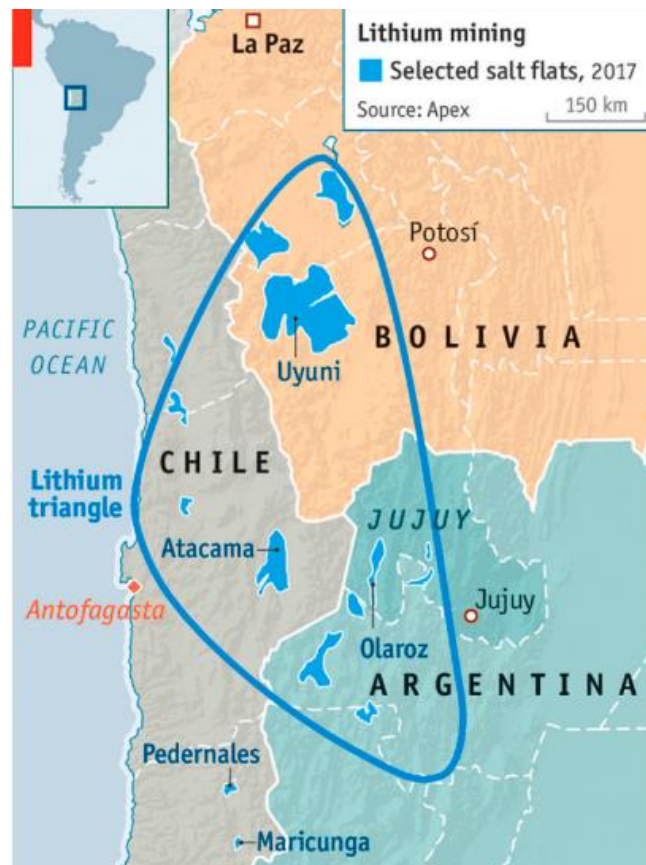 La Paz
Lithium mining
Selected salt flats, 2017
Source: Apex
150 km
Potosí
PACIFIC
OCEAN
BOLIVIA
Uyuni
CHILE
Lithium
triangle
JUJUY
Atacama
Antofagasta
Jujuy
Olaroz
ARGENTINA
Pedernales
Maricunga